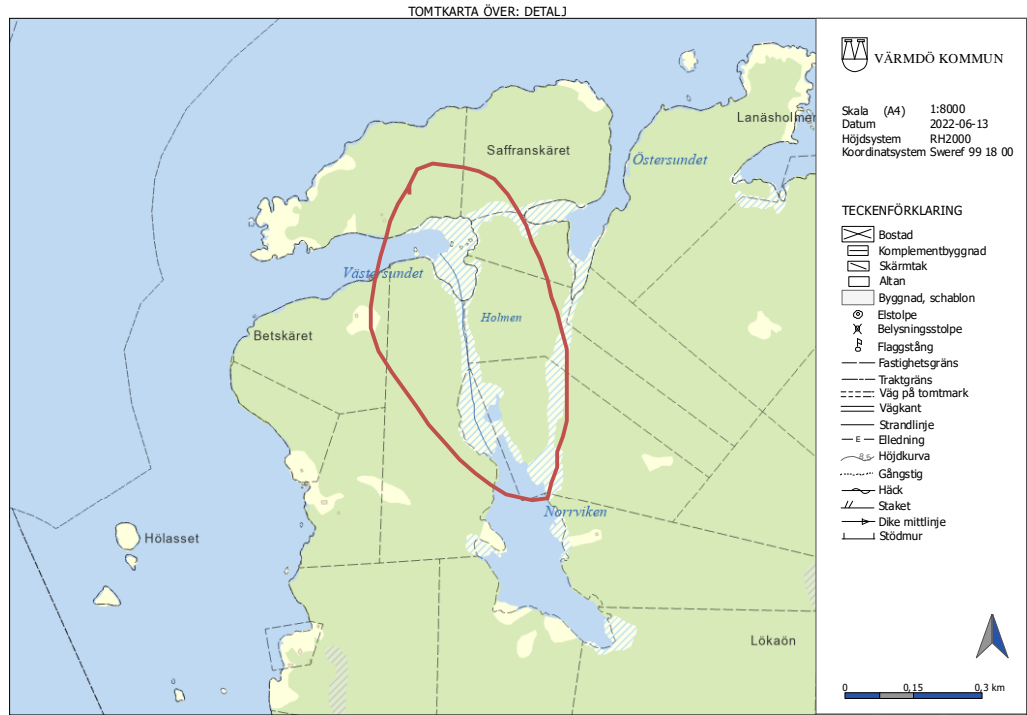 TOMTKARTA ÖVER: DETALJ
Lanäsholmen
Saffranskäret
Östersundet
Västersundet
Holmen
Betskäret
Norrviken
Hölasset
Lökaön
VÄRMDÖ KOMMUN
Skala (A4) 1:8000
Datum 2022-06-13
Höjdsystem RH2000
Koordinatsystem Sweref 99 18 00
TECKENFÖRKLARING
Bostad
Komplementbyggnad
Skärmtak
Altan
Byggnad, schablon
Elstolpe
Belysningsstolpe
Flaggstång
Fastighetsgräns
Traktgräns
Väg på tomtmark
Vägkant
Strandlinje
E Elledning
Höjdkurva
Gångstig
Häck
Staket
Dike mittlinje
Stödmur
0 0,15 0,3 km